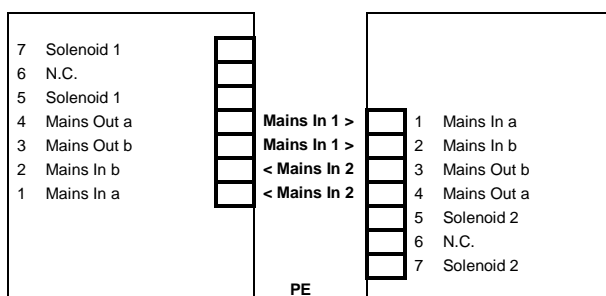 7 Solenoid 1
6 N.C.
5 Solenoid 1
4 Mains Out a Mains In 1 > 1 Mains In a
3 Mains Out b Mains In 1 > 2 Mains In b
2 Mains In b < Mains In 2 3 Mains Out b
1 Mains In a < Mains In 2 4 Mains Out a
5 Solenoid 2
6 N.C.
7 Solenoid 2
PE